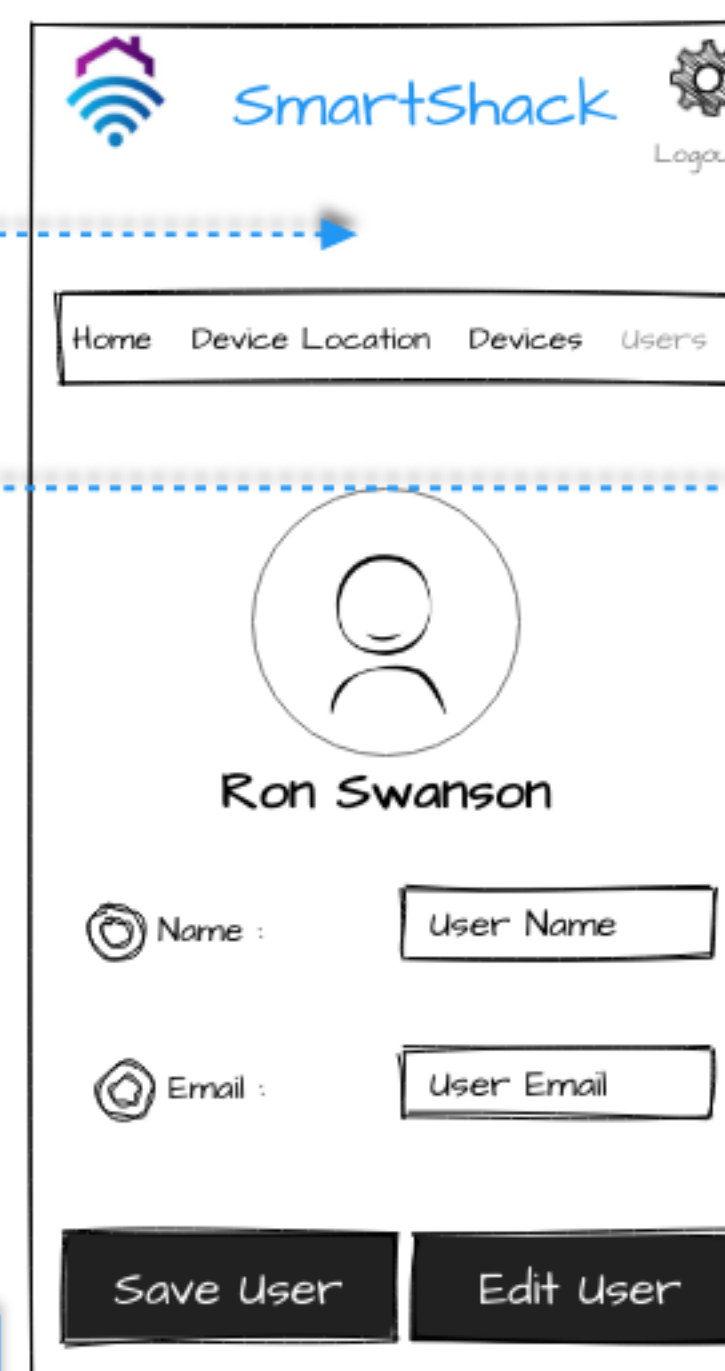 SmartShack
Home Device Location Devices Users
Ron Swanson
Name : User Name
Email : User Email
Save User Edit User